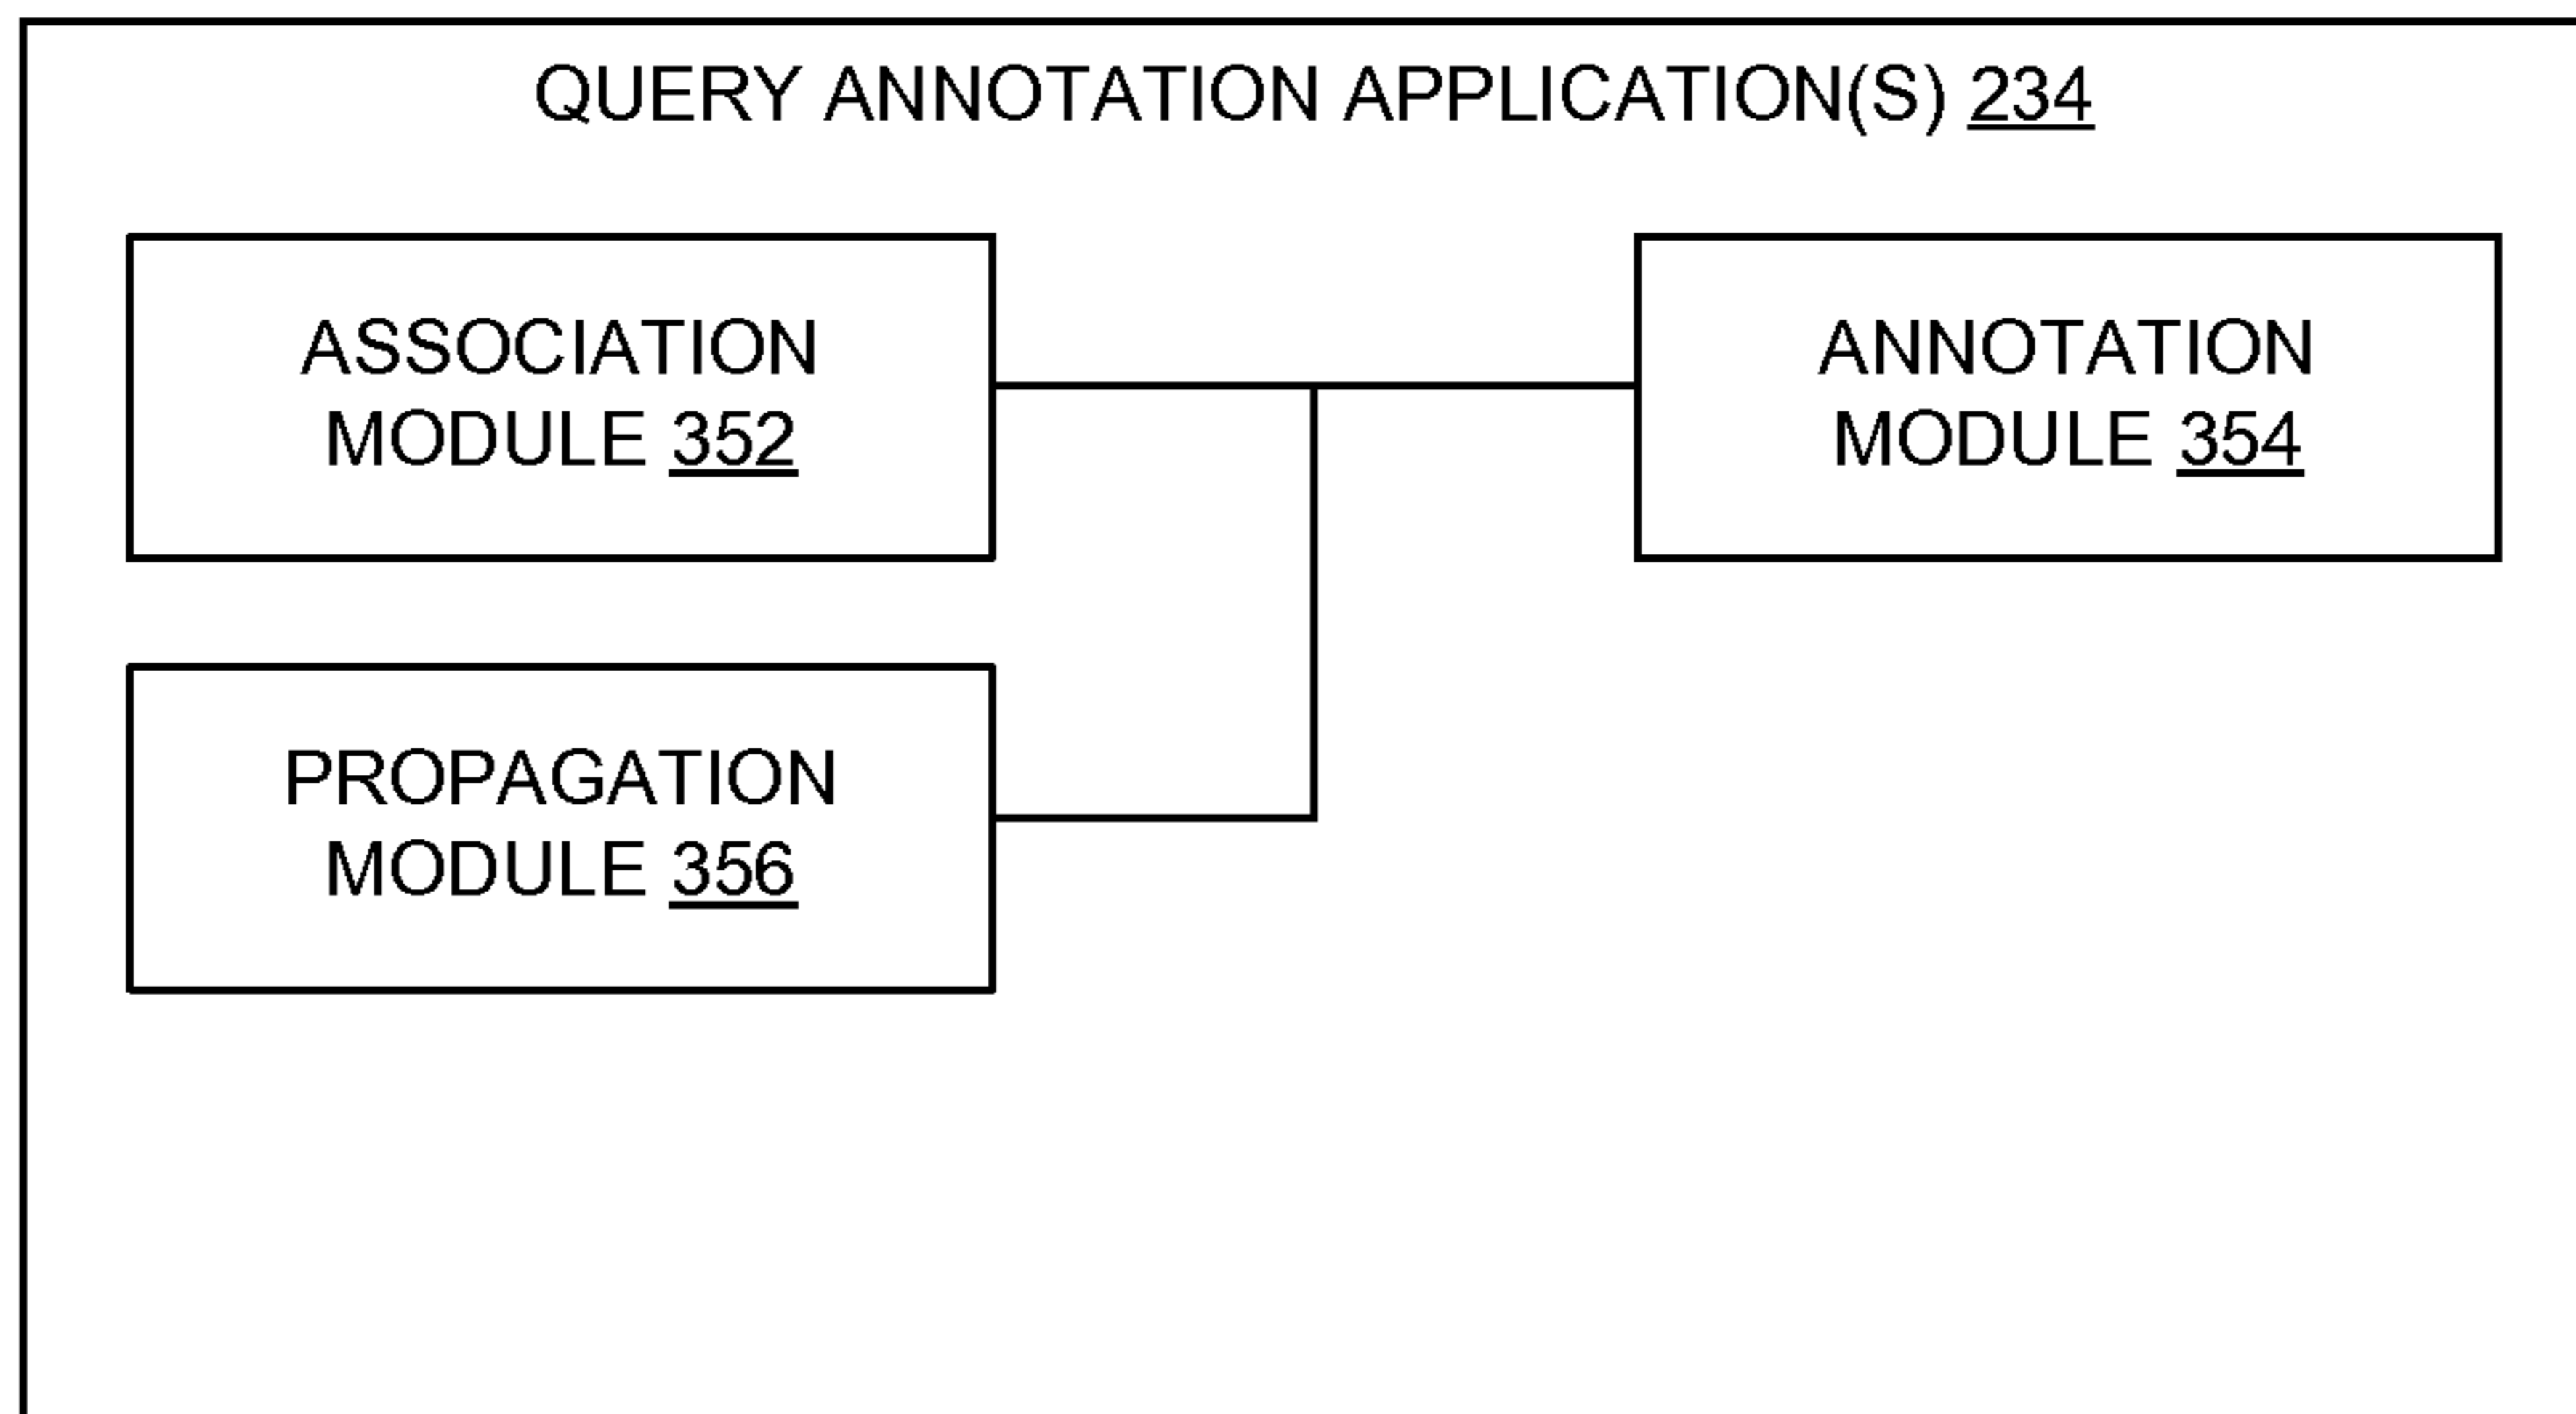 QUERY ANNOTATION APPLICATION(S) 234
ASSOCIATION
MODULE 352
ANNOTATION
MODULE 354
PROPAGATION
MODULE 356